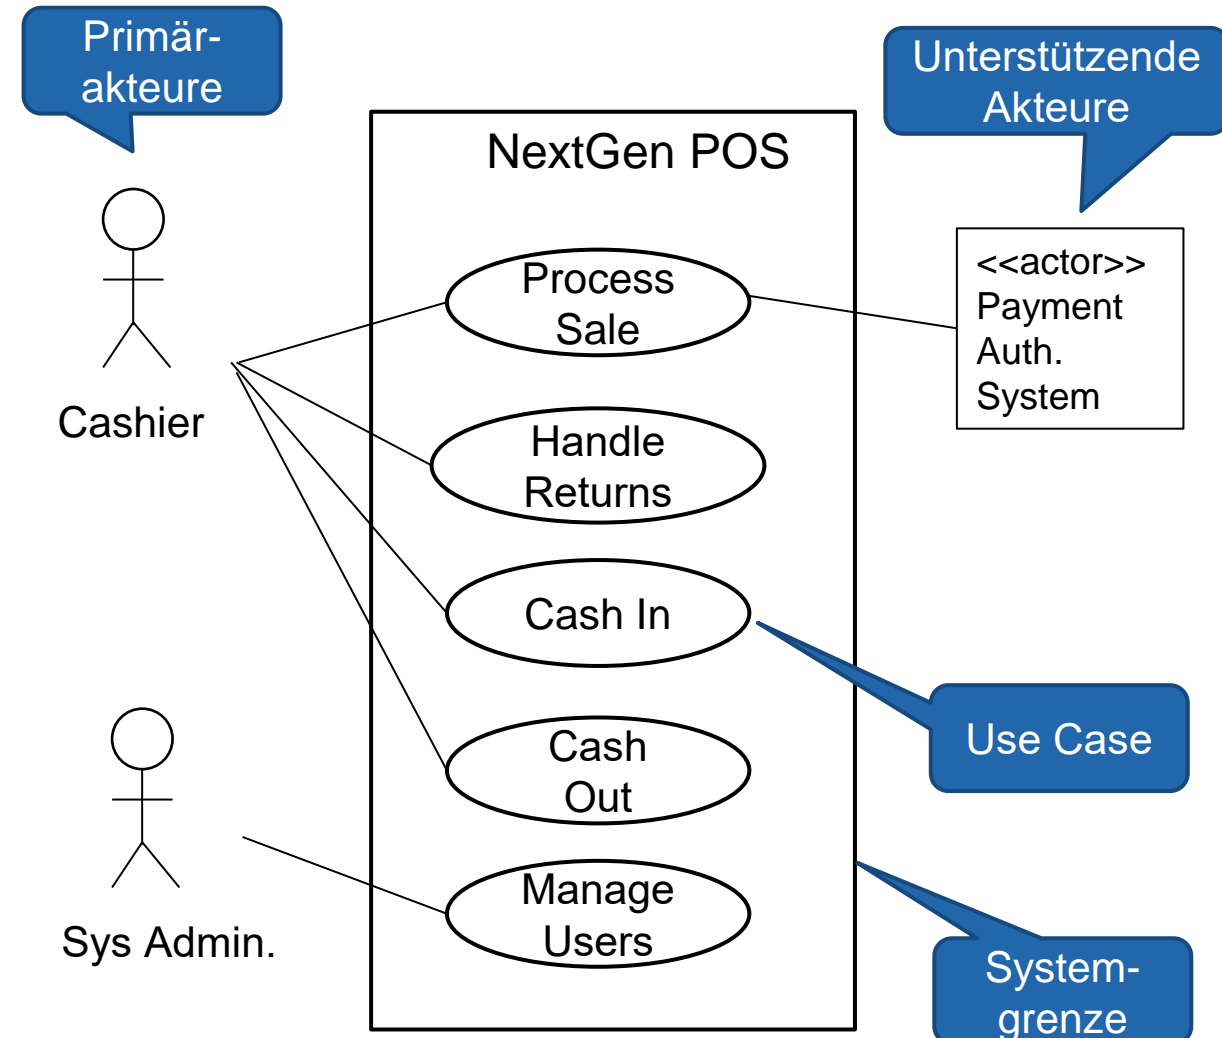 Primär-
akteure
Unterstützende
Akteure
NextGen POS
Process
Sale
<<actor>>
Payment
Auth.
System
Cashier
Handle
Returns
Cash In
Use Case
Cash
Out
Manage
Users
Sys Admin.
System-
grenze